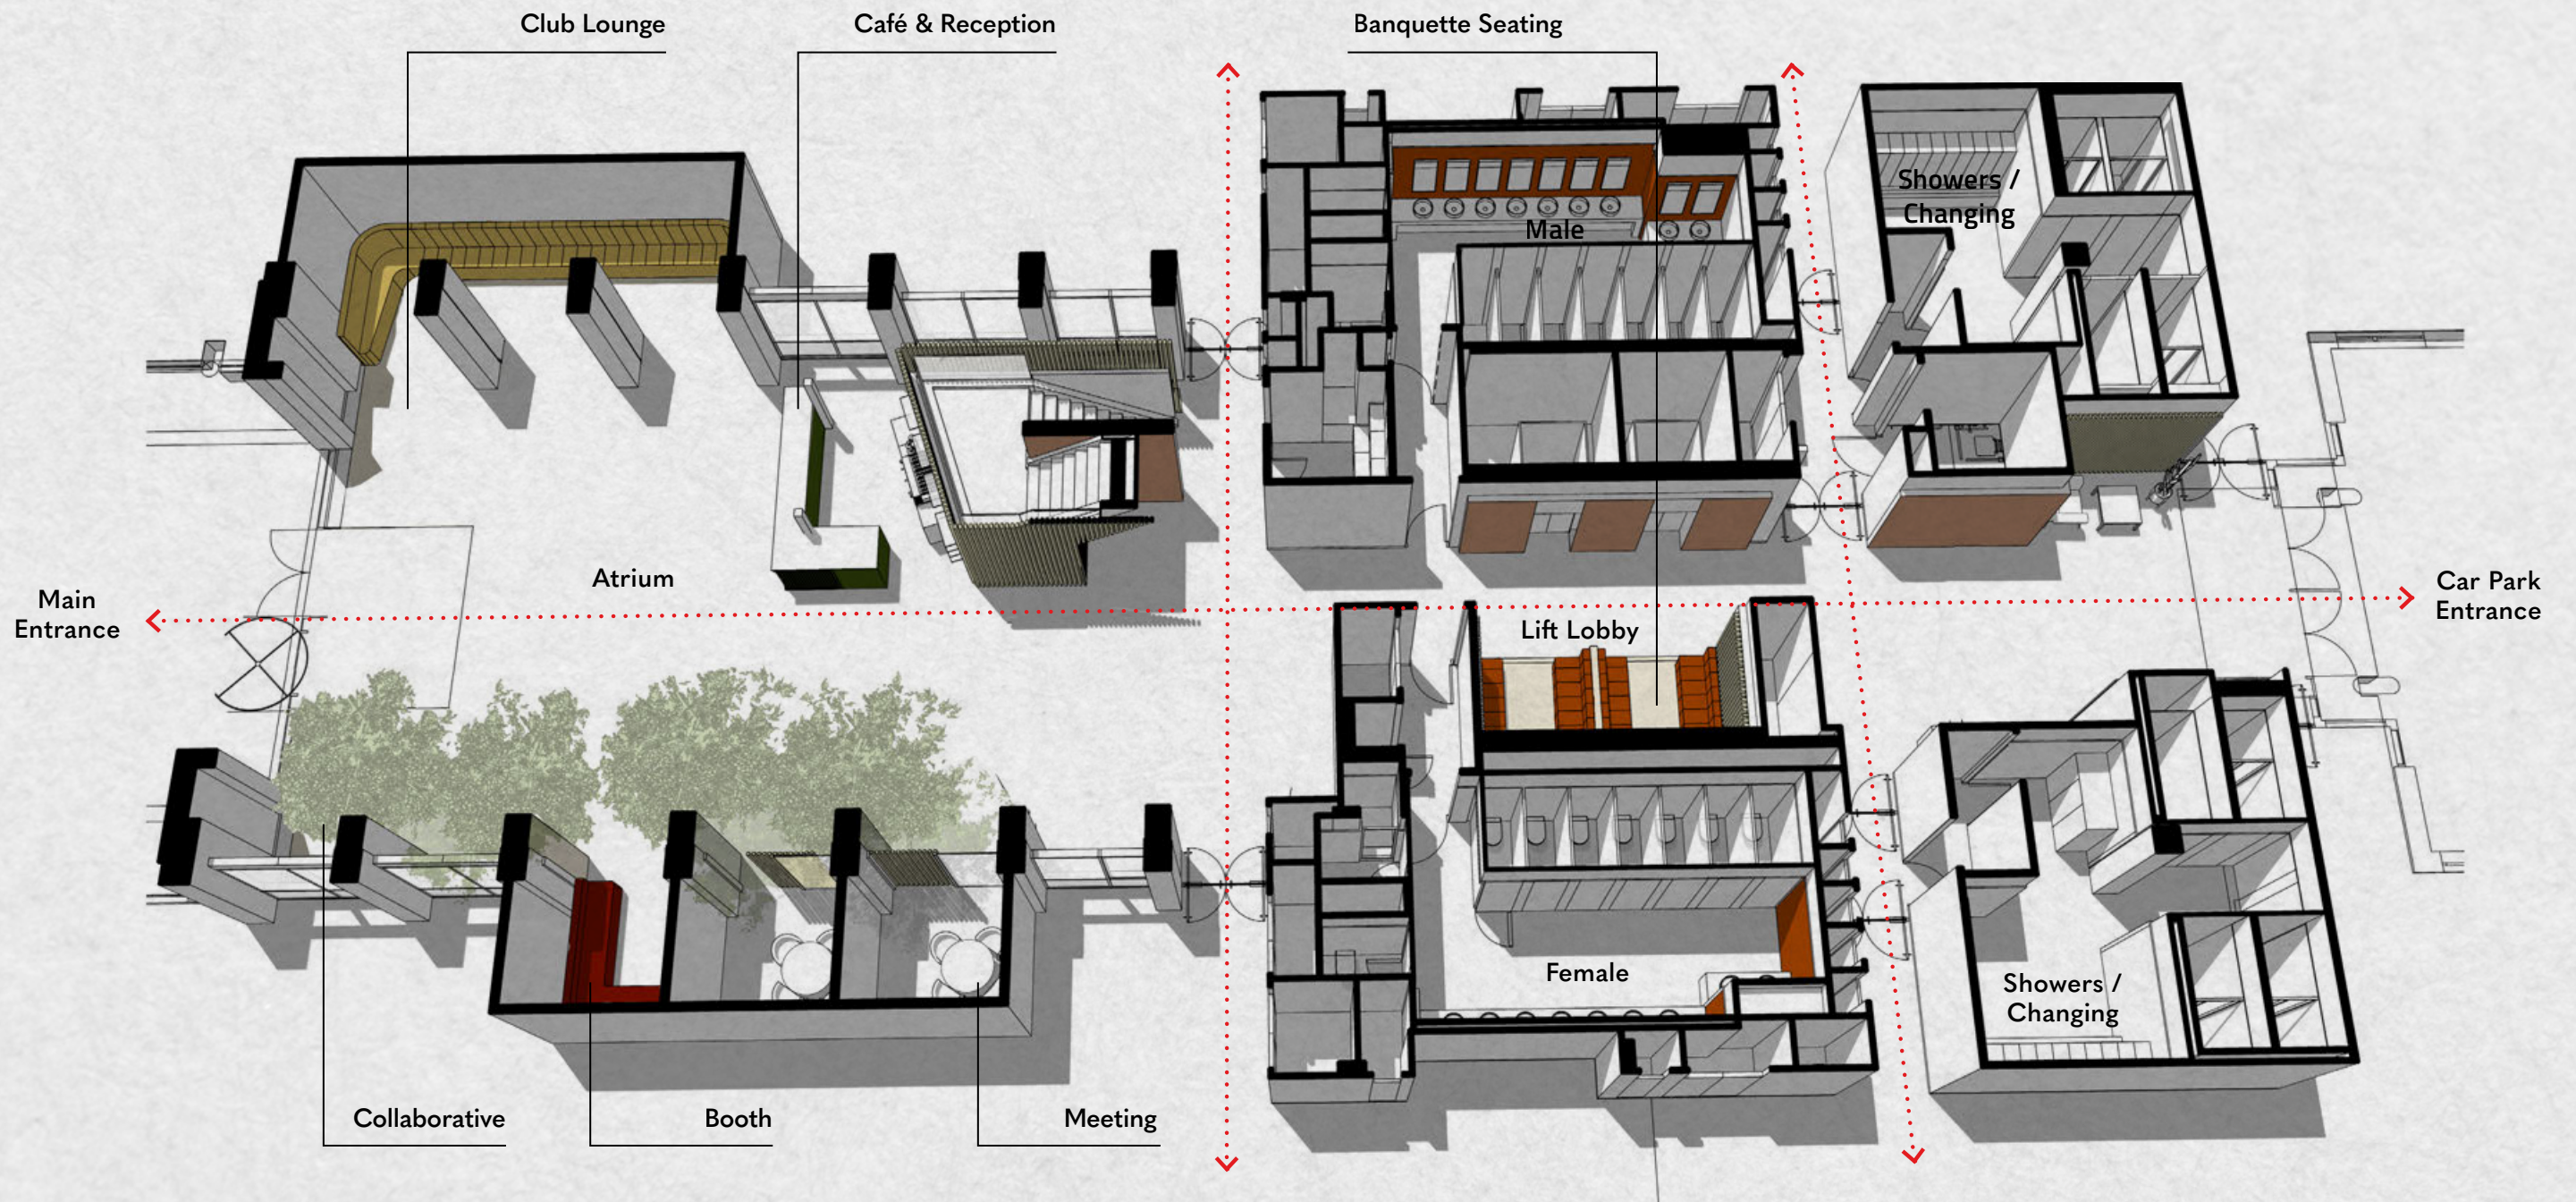 Club Lounge
Café & Reception
Banquette Seating
Showers /
Changing
Male
Atrium
Main
Entrance
Car Park
Entrance
Lift Lobby
Female
Showers /
Changing
Collaborative
Booth
Meeting